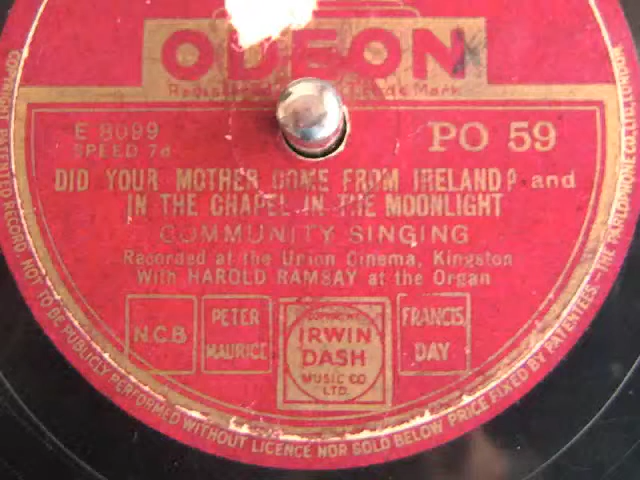 ODEON
Registered Trade Mark
E 8099
SPEED 78
PO 59
DID YOUR MOTHER COME FROM IRELAND? and
IN THE CHAPEL IN THE MOONLIGHT
COMMUNITY SINGING
Recorded at the Union Cinema, Kingston
With HAROLD RAMSAY at the Organ
N.C.B
PETER
MAURICE
IRWIN
DASH
MUSIC CO
LTD.
FRANCIS
DAY
COPYRIGHT PATENTED RECORD, NOT TO BE PUBLICLY PERFORMED WITHOUT LICENCE NOR SOLD BELOW PRICE FIXED BY PATENTEES.-THE PARLOPHONE CO. LTD. LONDON